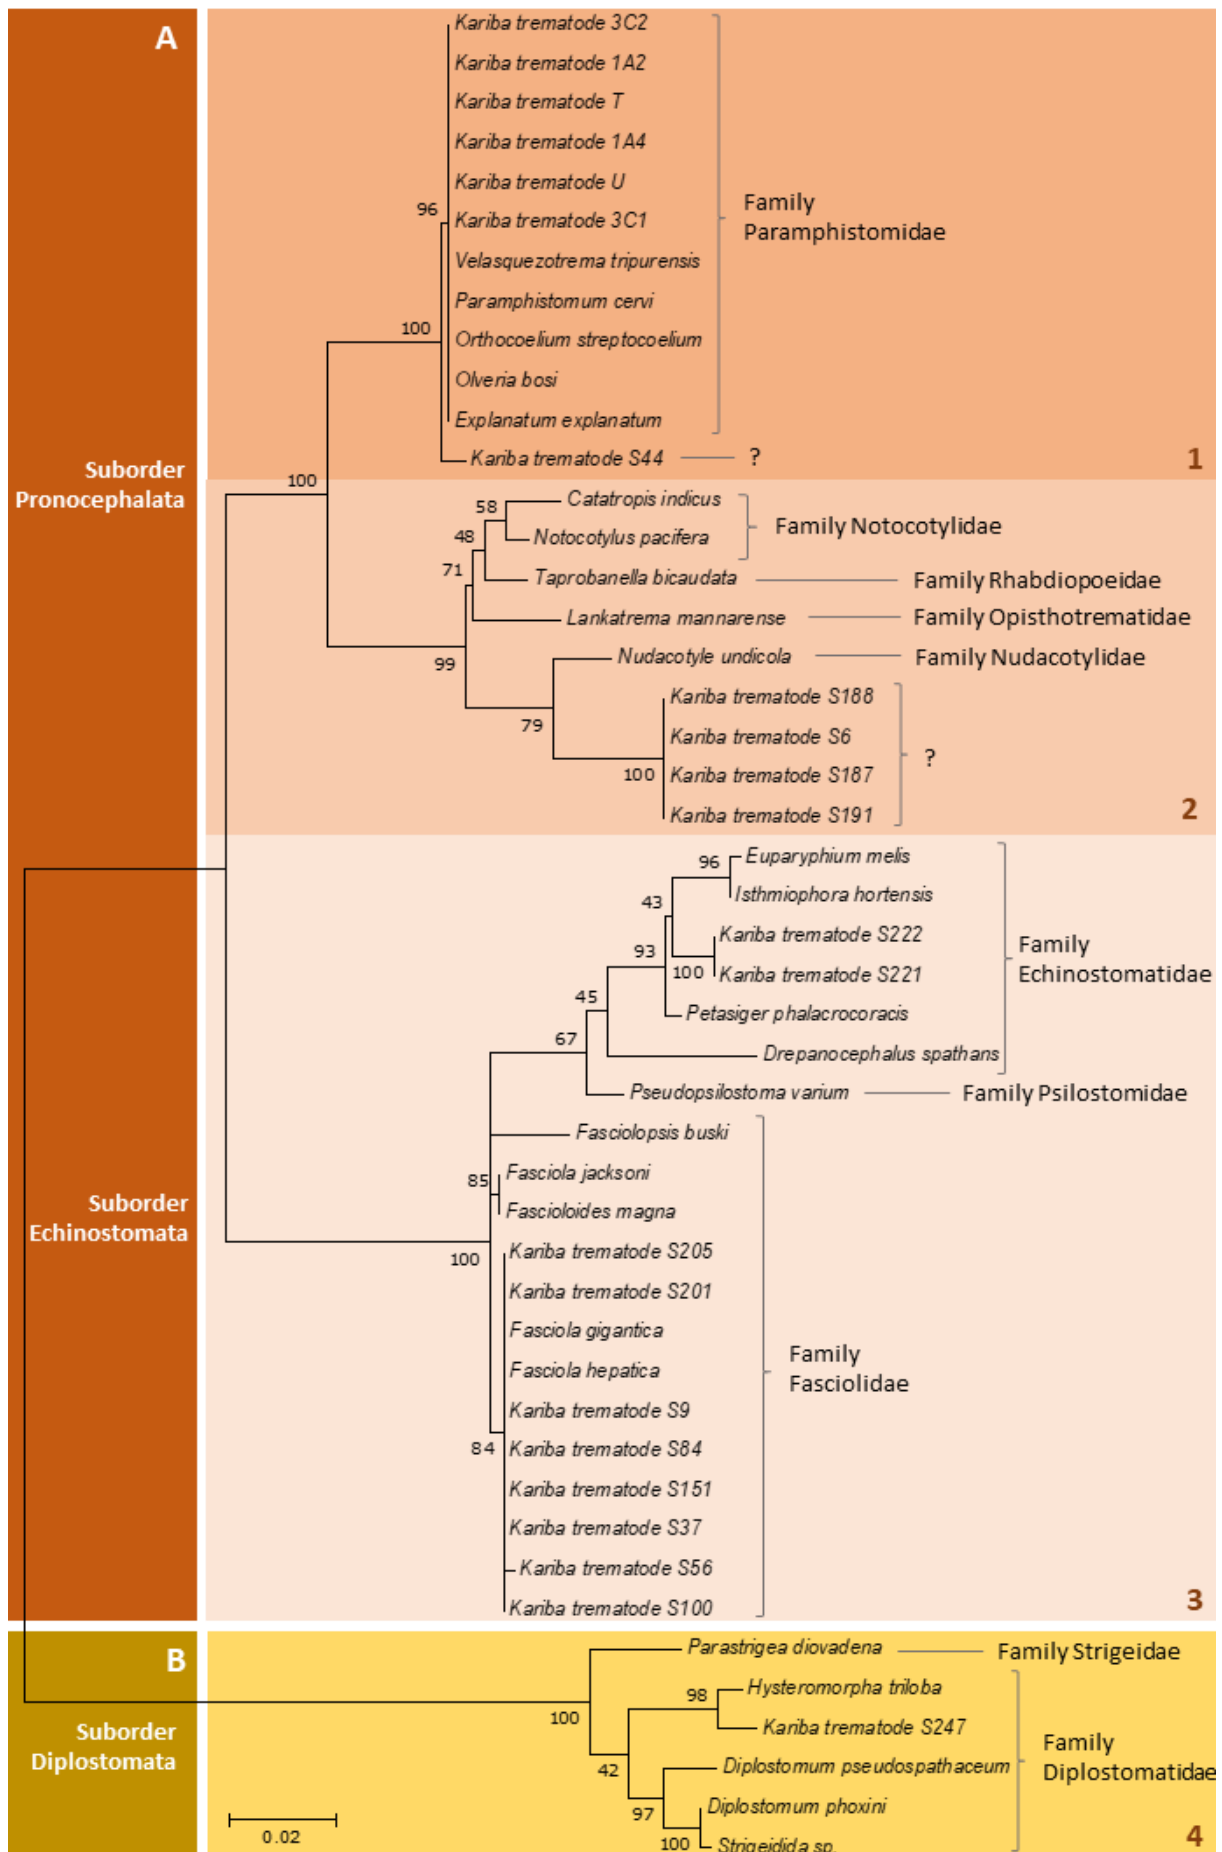 A
Suborder
Pronocephalata
Kariba trematode 3C2
Kariba trematode 1A2
Kariba trematode T
Kariba trematode 1A4
Kariba trematode U
96
Kariba trematode 3C1
Family
Paramphistomidae
Velasquezotrema tripurensis
Paramphistomum cervi
100
Orthocoelium streptocoelium
Olveria bosi
Explanatum explanatum
Kariba trematode S44
?
1
100
Catatropis indicus
58
Notocotylus pacifera
Family Notocotylidae
48
71
Taprobanella bicaudata
Family Rhabdiopoeidae
Lankatrema mannarense
Family Opisthotrematidae
99
Nudacotyle undicola
Family Nudacotylidae
79
Kariba trematode S188
Kariba trematode S6
?
100
Kariba trematode S187
Kariba trematode S191
2
Suborder
Echinostomata
Euparyphium melis
96
Isthmiophora hortensis
43
Kariba trematode S222
93
100
Kariba trematode S221
Family
Echinostomatidae
45
Petasiger phalacrocoracis
67
Drepanocephalus spathans
Pseudopsilostoma varium
Family Psilostomidae
Fasciolopsis buski
85
Fasciola jacksoni
Fascioloides magna
100
Kariba trematode S205
Kariba trematode S201
Fasciola gigantica
Fasciola hepatica
Family
Fasciolidae
Kariba trematode S9
84
Kariba trematode S84
Kariba trematode S151
Kariba trematode S37
Kariba trematode S56
Kariba trematode S100
3
B
Suborder
Diplostomata
Parastrigea diovadena
Family Strigeidae
100
98
Hysteromorpha triloba
Kariba trematode S247
Family
Diplostomatidae
42
Diplostomum pseudospathaceum
97
Diplostomum phoxini
100
Strigeidida sp.
4
0.02